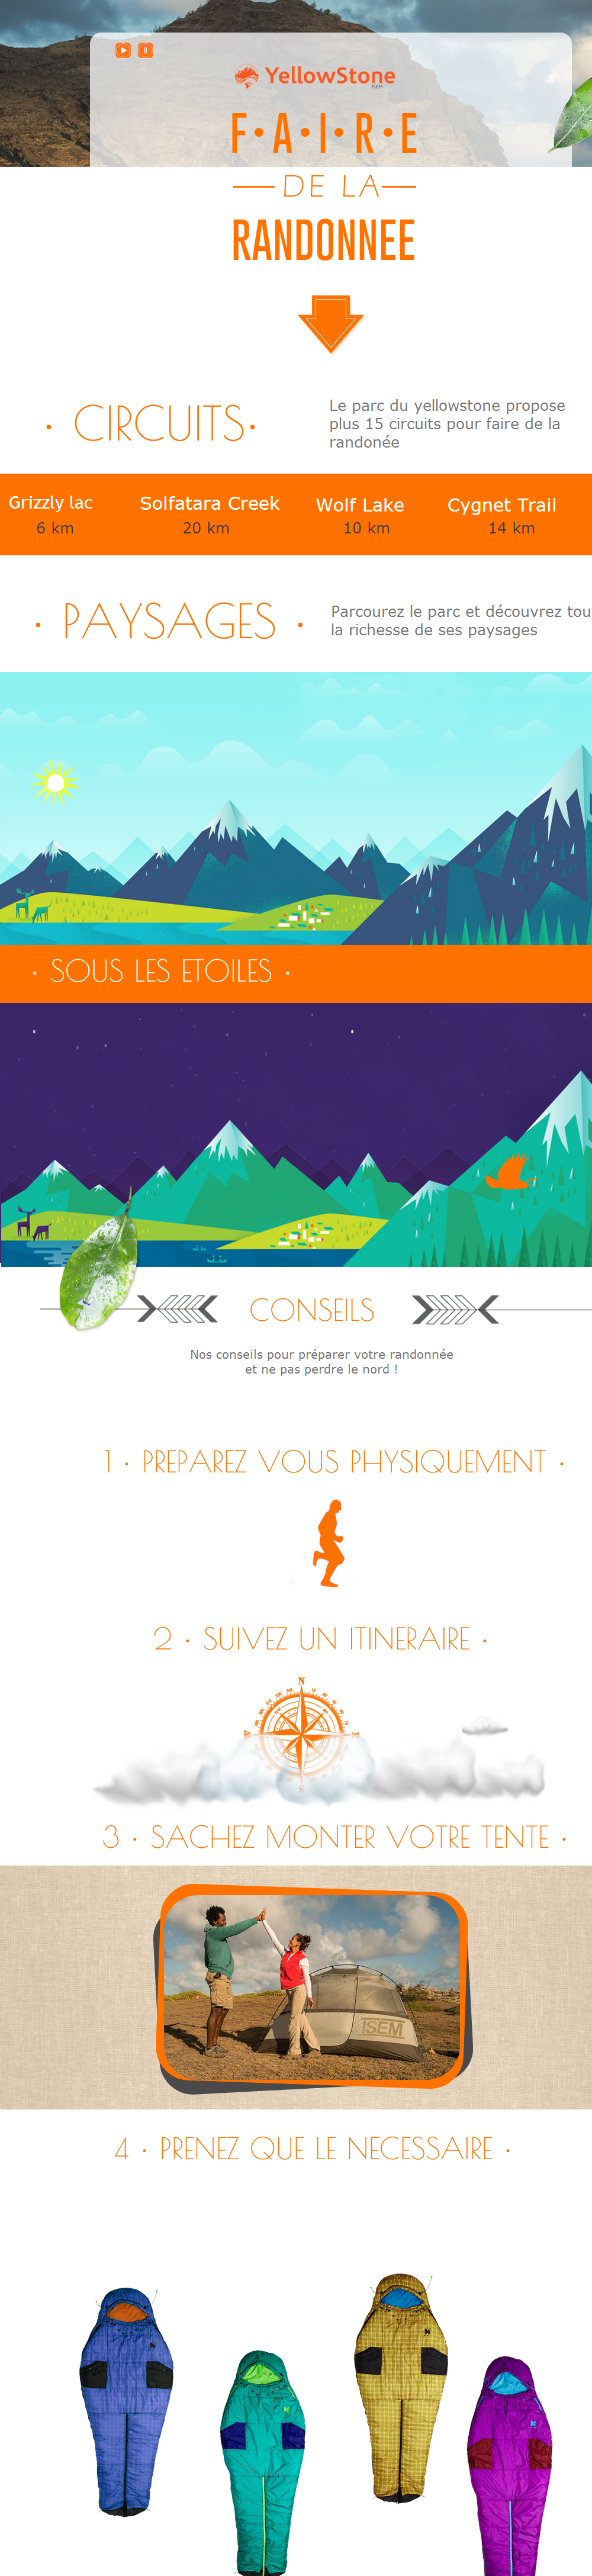 YellowStone
ISEM
F•A•I•R•E
DE LA
RANDONNEE
• CIRCUITS•
Le parc du yellowstone propose
plus 15 circuits pour faire de la
randonée
Grizzly lac
6 km
Solfatara Creek
20 km
Wolf Lake
10 km
Cygnet Trail
14 km
• PAYSAGES •
Parcourez le parc et découvrez tou
la richesse de ses paysages
• SOUS LES ETOILES •
CONSEILS
Nos conseils pour préparer votre randonnée
et ne pas perdre le nord !
1 • PREPAREZ VOUS PHYSIQUEMENT •
2 • SUIVEZ UN ITINERAIRE •
N
W
E
S
3 • SACHEZ MONTER VOTRE TENTE •
ISEM
4 • PRENEZ QUE LE NECESSAIRE •